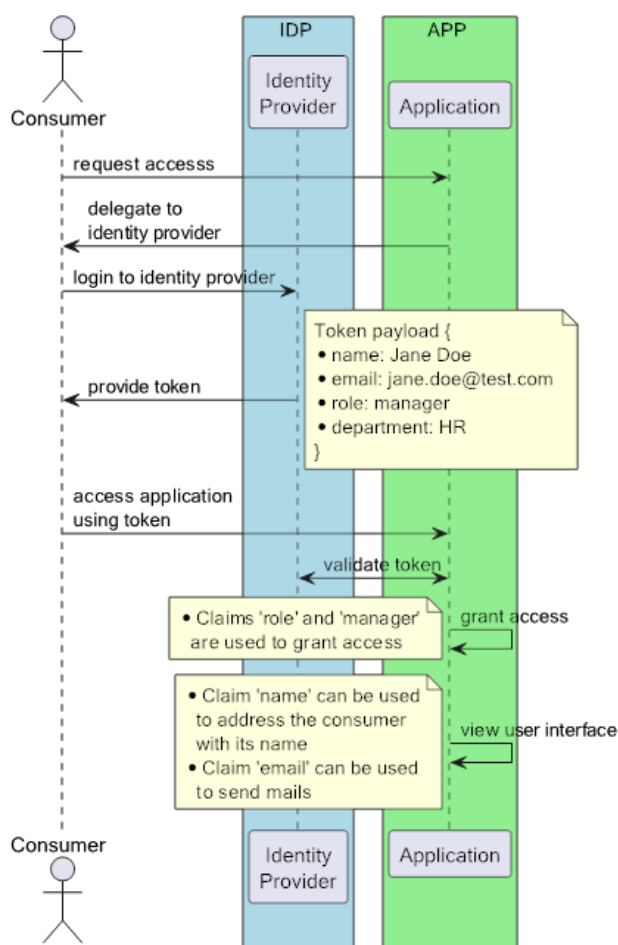 IDP
APP
Identity
Provider
Application
Consumer
request accesss
delegate to
identity provider
login to identity provider
Token payload {
• name: Jane Doe
• email: jane.doe@test.com
• role: manager
• department: HR
}
provide token
access application
using token
validate token
• Claims 'role' and 'manager'
are used to grant access
grant access
• Claim 'name' can be used
to address the consumer
with its name
• Claim 'email' can be used
to send mails
view user interface
Consumer
Identity
Provider
Application